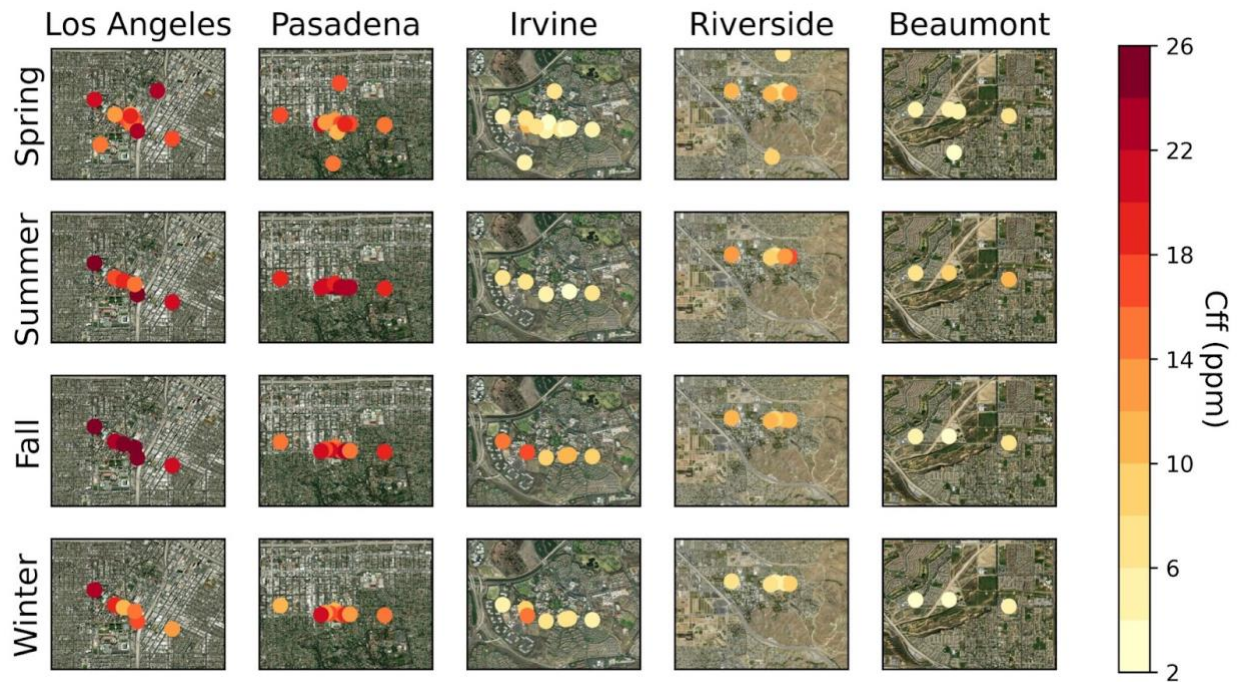 Los Angeles Pasadena Irvine Riverside Beaumont
Spring
Summer
Fall
Winter
26
22
18
14
10
6
2
Cff (ppm)